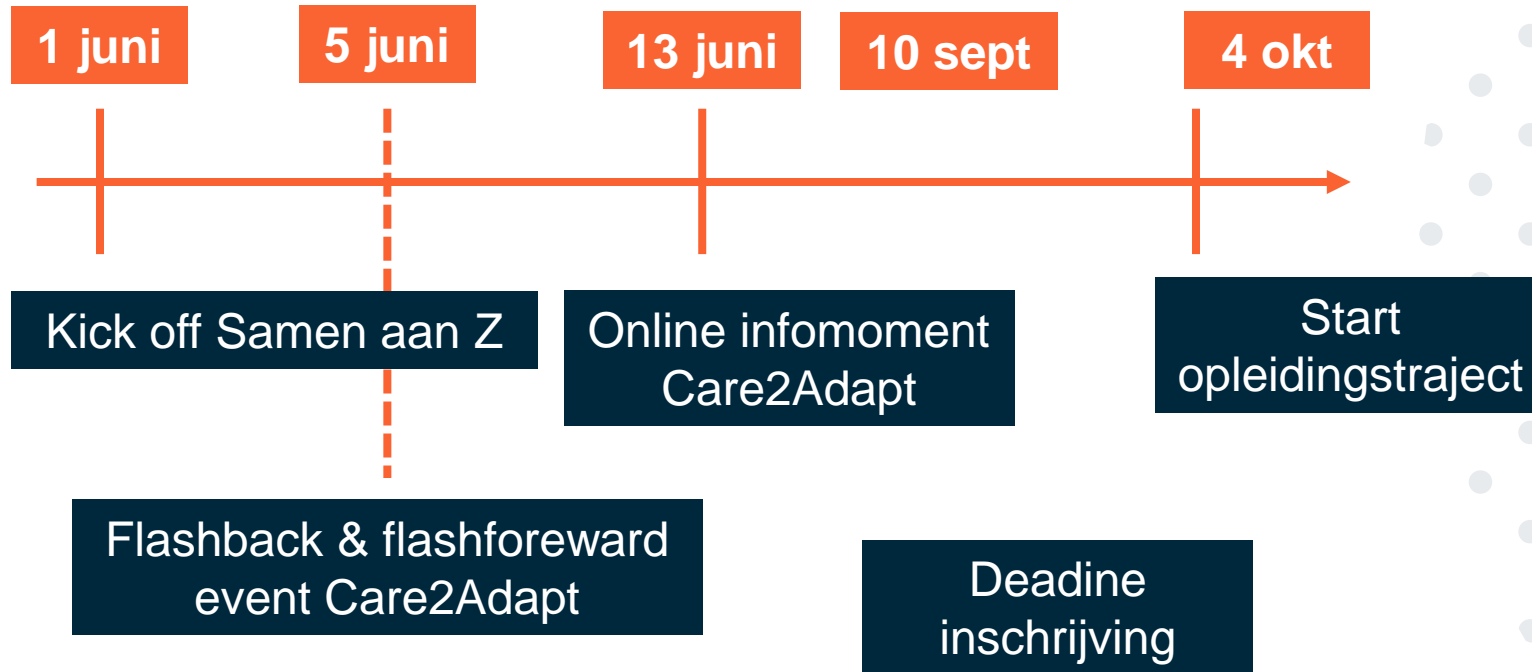 1 juni
5 juni
13 juni
10 sept
4 okt
Kick off Samen aan Z
Online infomoment
Care2Adapt
Start
opleidingstraject
Flashback & flashforeward
event Care2Adapt
Deadine
inschrijving